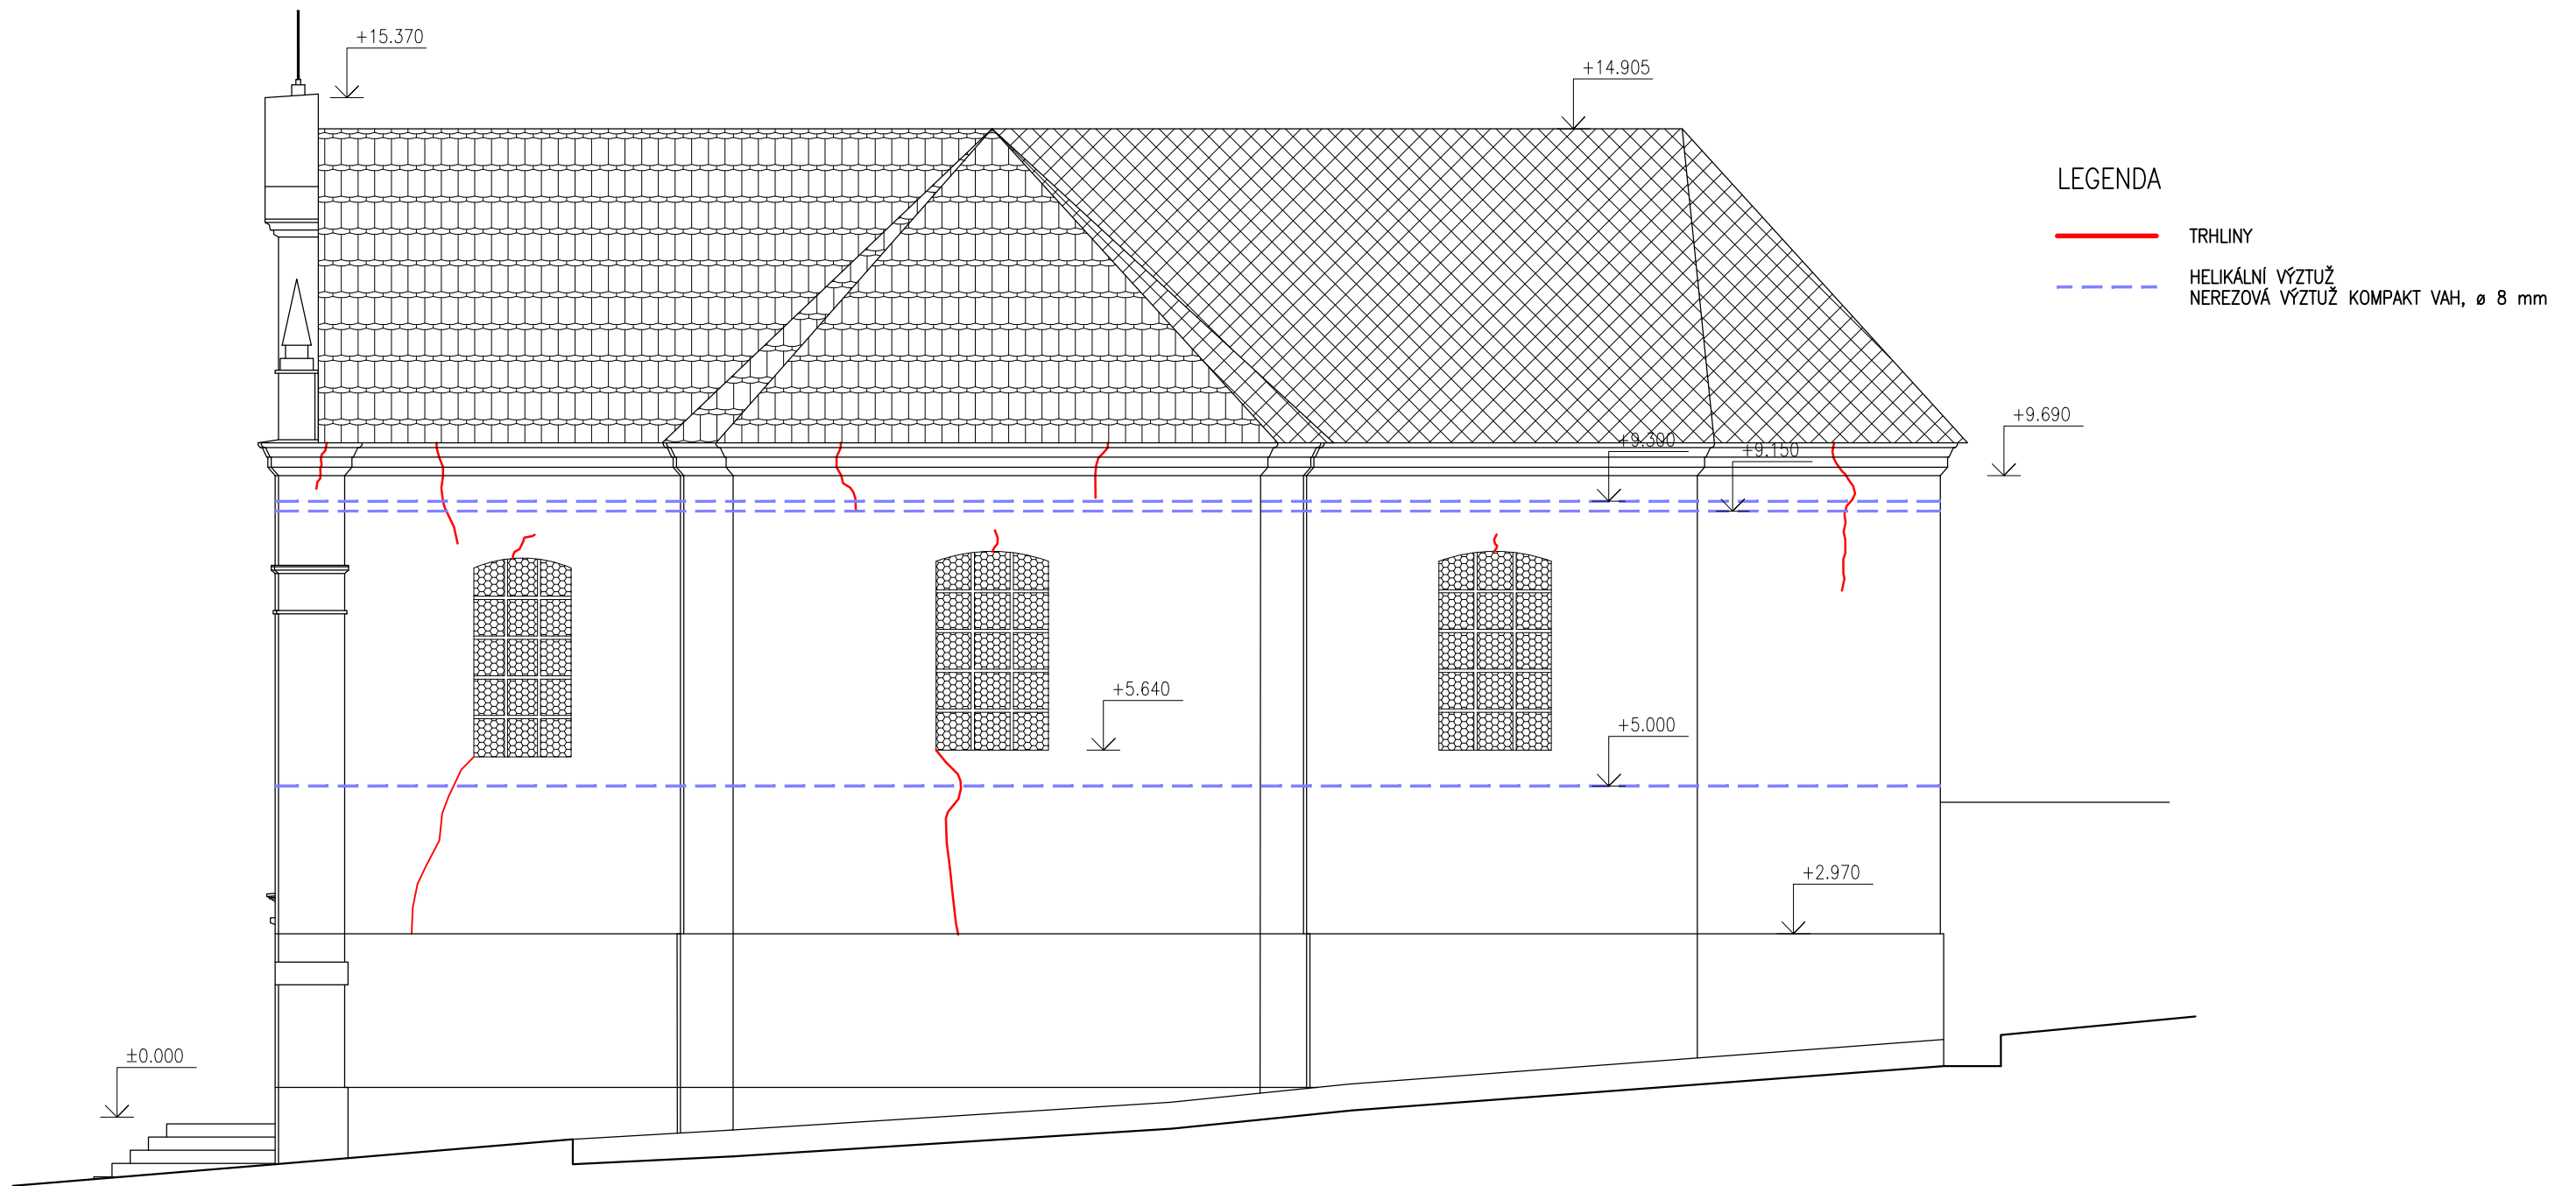 +15.370
+14.905
LEGENDA
TRHLINY
HELIKÁLNÍ VÝZTUŽ
NEREZOVÁ VÝZTUŽ KOMPAKT VAH, ø 8 mm
+9.690
+9.300
+9.150
+5.640
+5.000
+2.970
±0.000